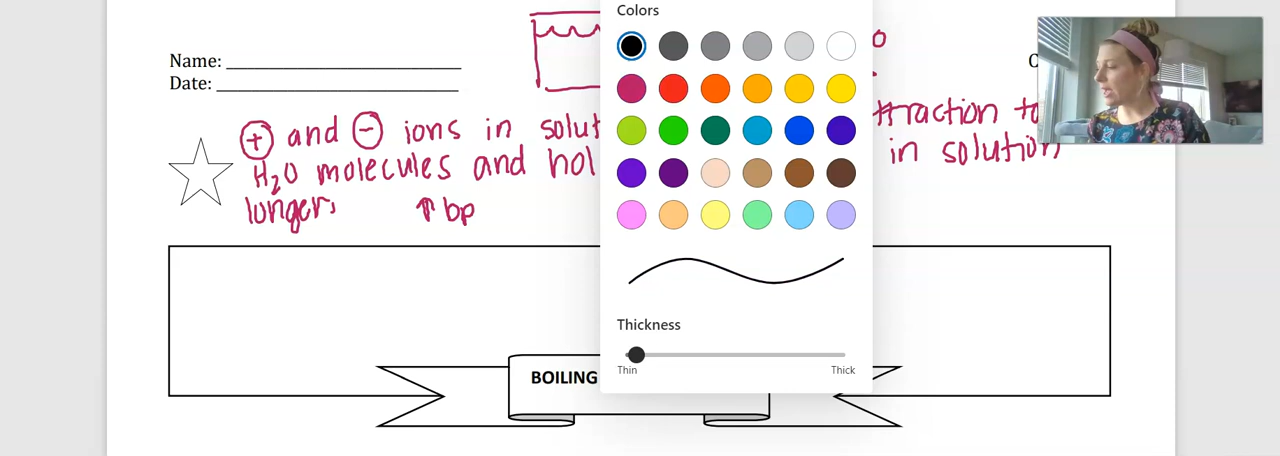 Colors
Name:
Date:
+ and - ions in solut
ttraction to
H2O molecules and hol
in solution
longer,
↑ bp
Thickness
Thin
Thick
BOILING